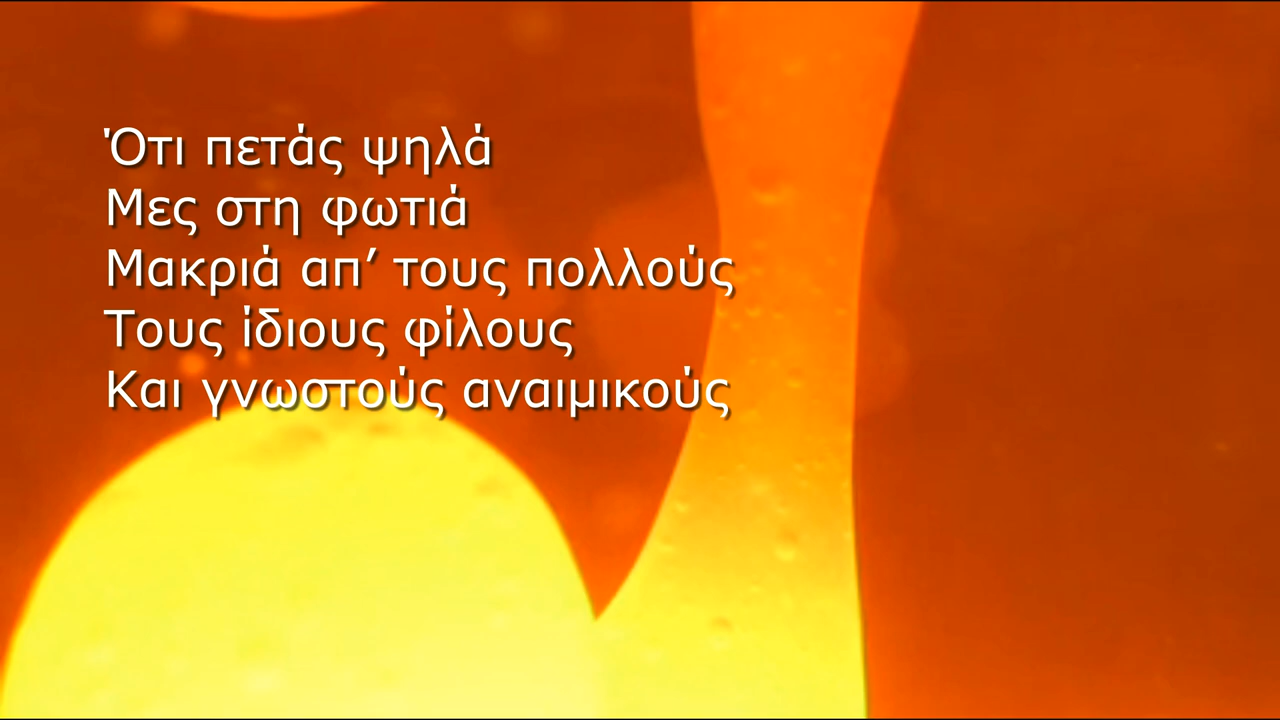 Ότι πετάς ψηλά
Μες στη φωτιά
Μακριά απ’ τους πολλούς
Τους ίδιους φίλους
Και γνωστούς αναιμικούς